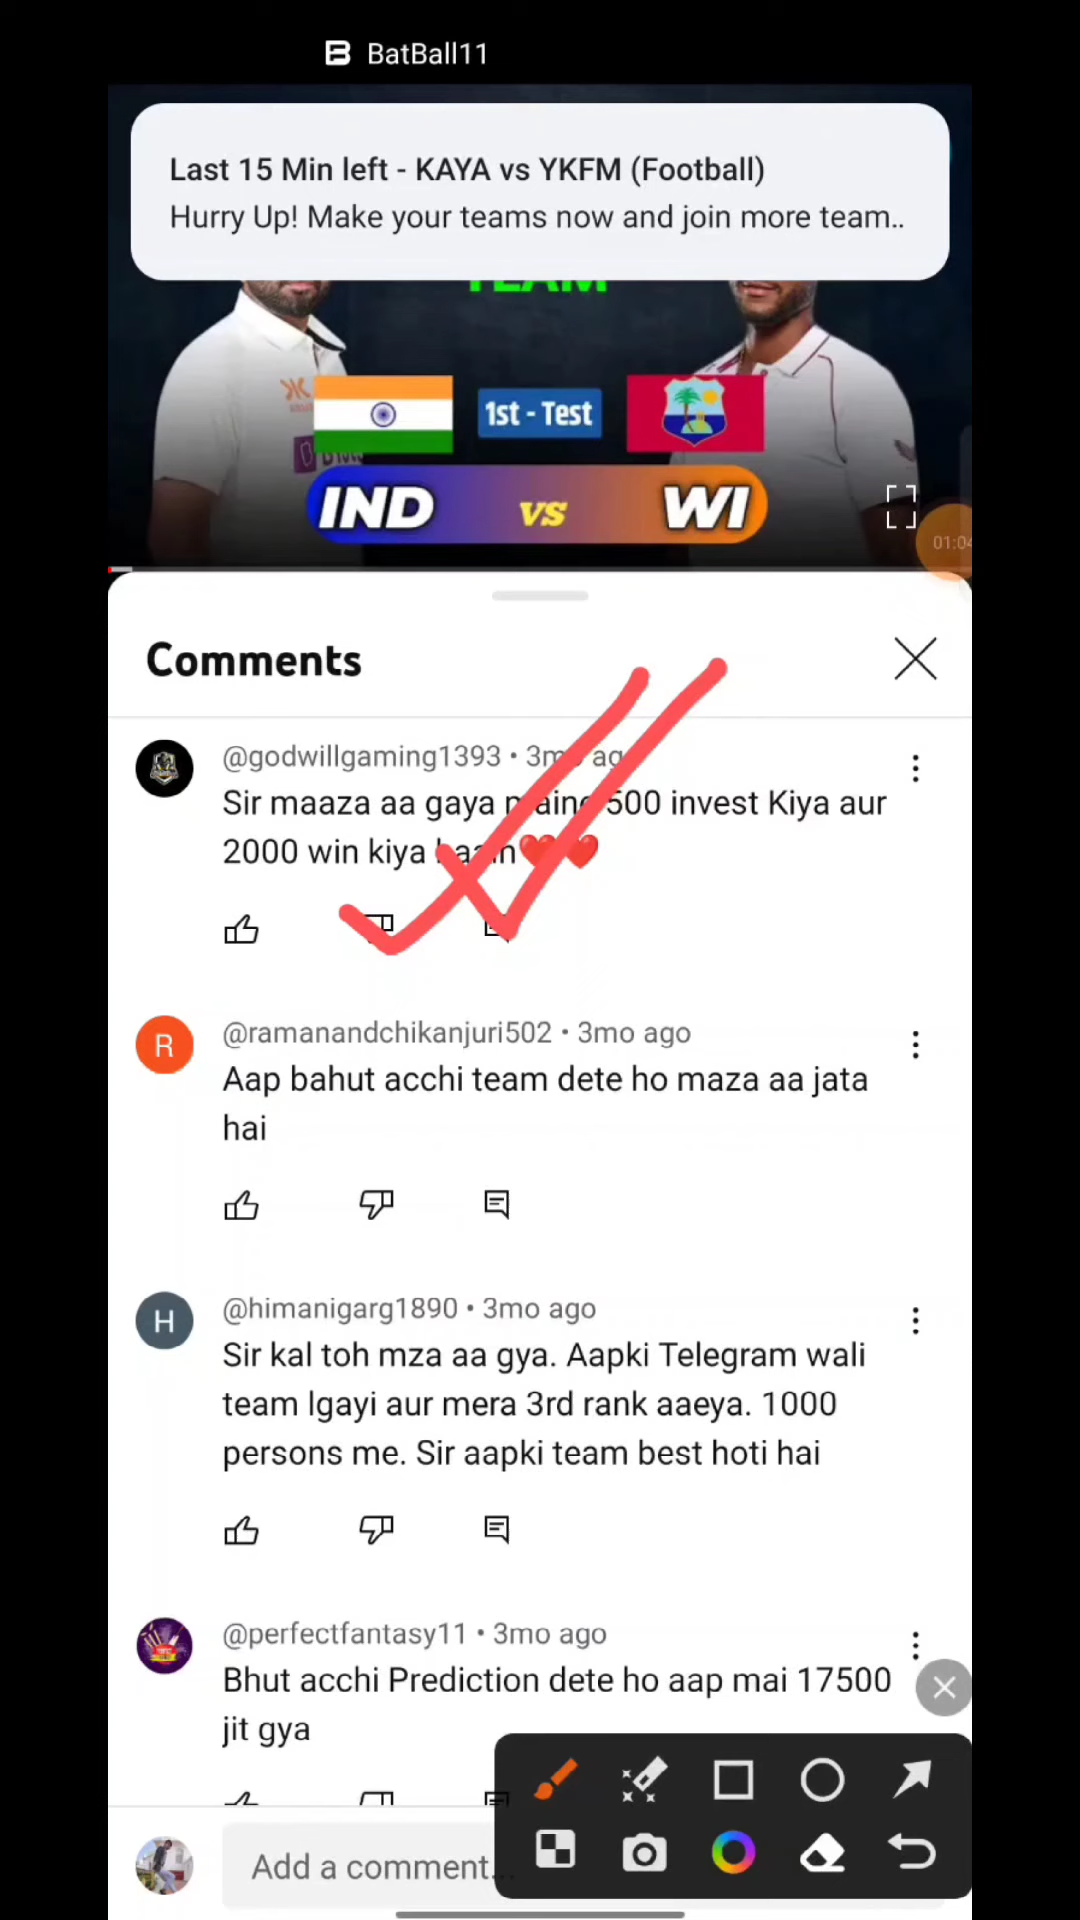 BatBall11
Last 15 Min left - KAYA vs YKFM (Football)
Hurry Up! Make your teams now and join more team..
TEAM
1st - Test
IND vs WI
01:04
Comments
@godwillgaming1393 • 3mo ago
Sir maaza aa gaya maine 500 invest Kiya aur
2000 win kiya haain❤️❤️
R
@ramanandchikanjuri502 • 3mo ago
Aap bahut acchi team dete ho maza aa jata
hai
H
@himanigarg1890 • 3mo ago
Sir kal toh mza aa gya. Aapki Telegram wali
team lgayi aur mera 3rd rank aaeya. 1000
persons me. Sir aapki team best hoti hai
@perfectfantasy11 • 3mo ago
Bhut acchi Prediction dete ho aap mai 17500
jit gya
Add a comment...